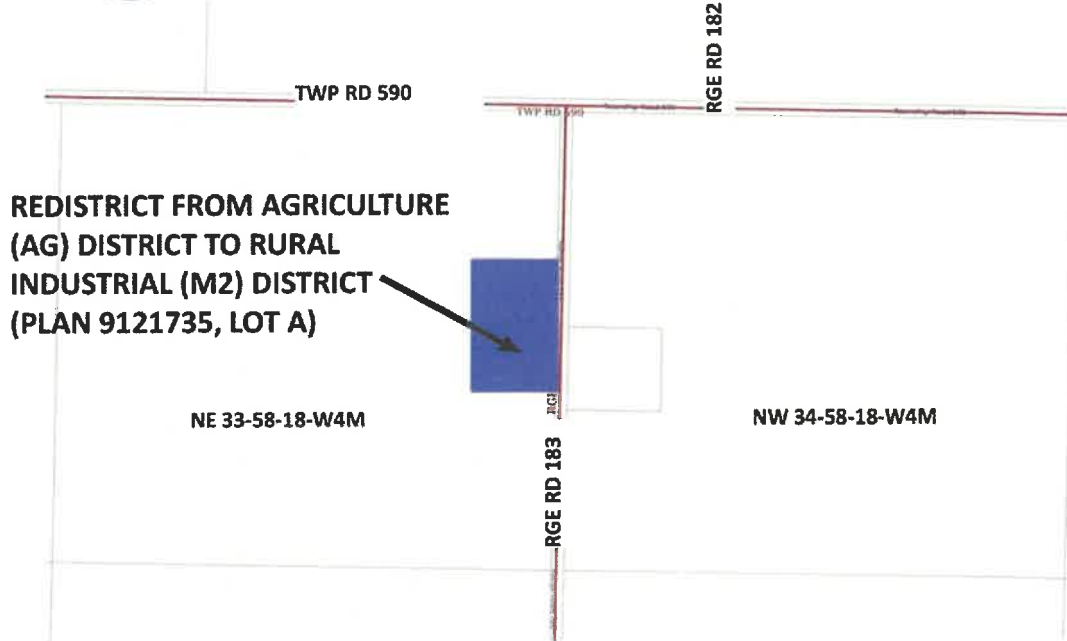 RGE RD 182
TWP RD 590
TWP RD 590
REDISTRICT FROM AGRICULTURE
(AG) DISTRICT TO RURAL
INDUSTRIAL (M2) DISTRICT
(PLAN 9121735, LOT A)
NE 33-58-18-W4M
NW 34-58-18-W4M
RGE
RGE RD 183